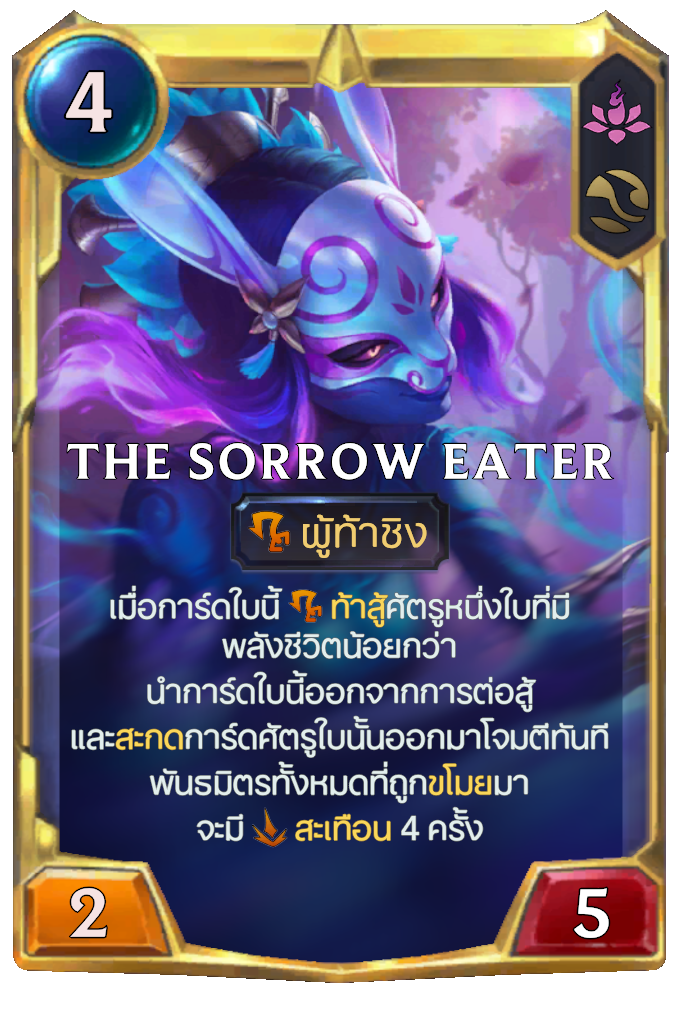 4
THE SORROW EATER
ผู้ท้าชิง
เมื่อการ์ดใบนี้ ท้าสู้ศัตรูหนึ่งใบที่มี
พลังชีวิตน้อยกว่า
นำการ์ดใบนี้ออกจากการต่อสู้
และสะกดการ์ดศัตรูใบนั้นออกมาโจมตีทันที
พันธมิตรทั้งหมดที่ถูกขโมยมา
จะมี สะเทือน 4 ครั้ง
2
5